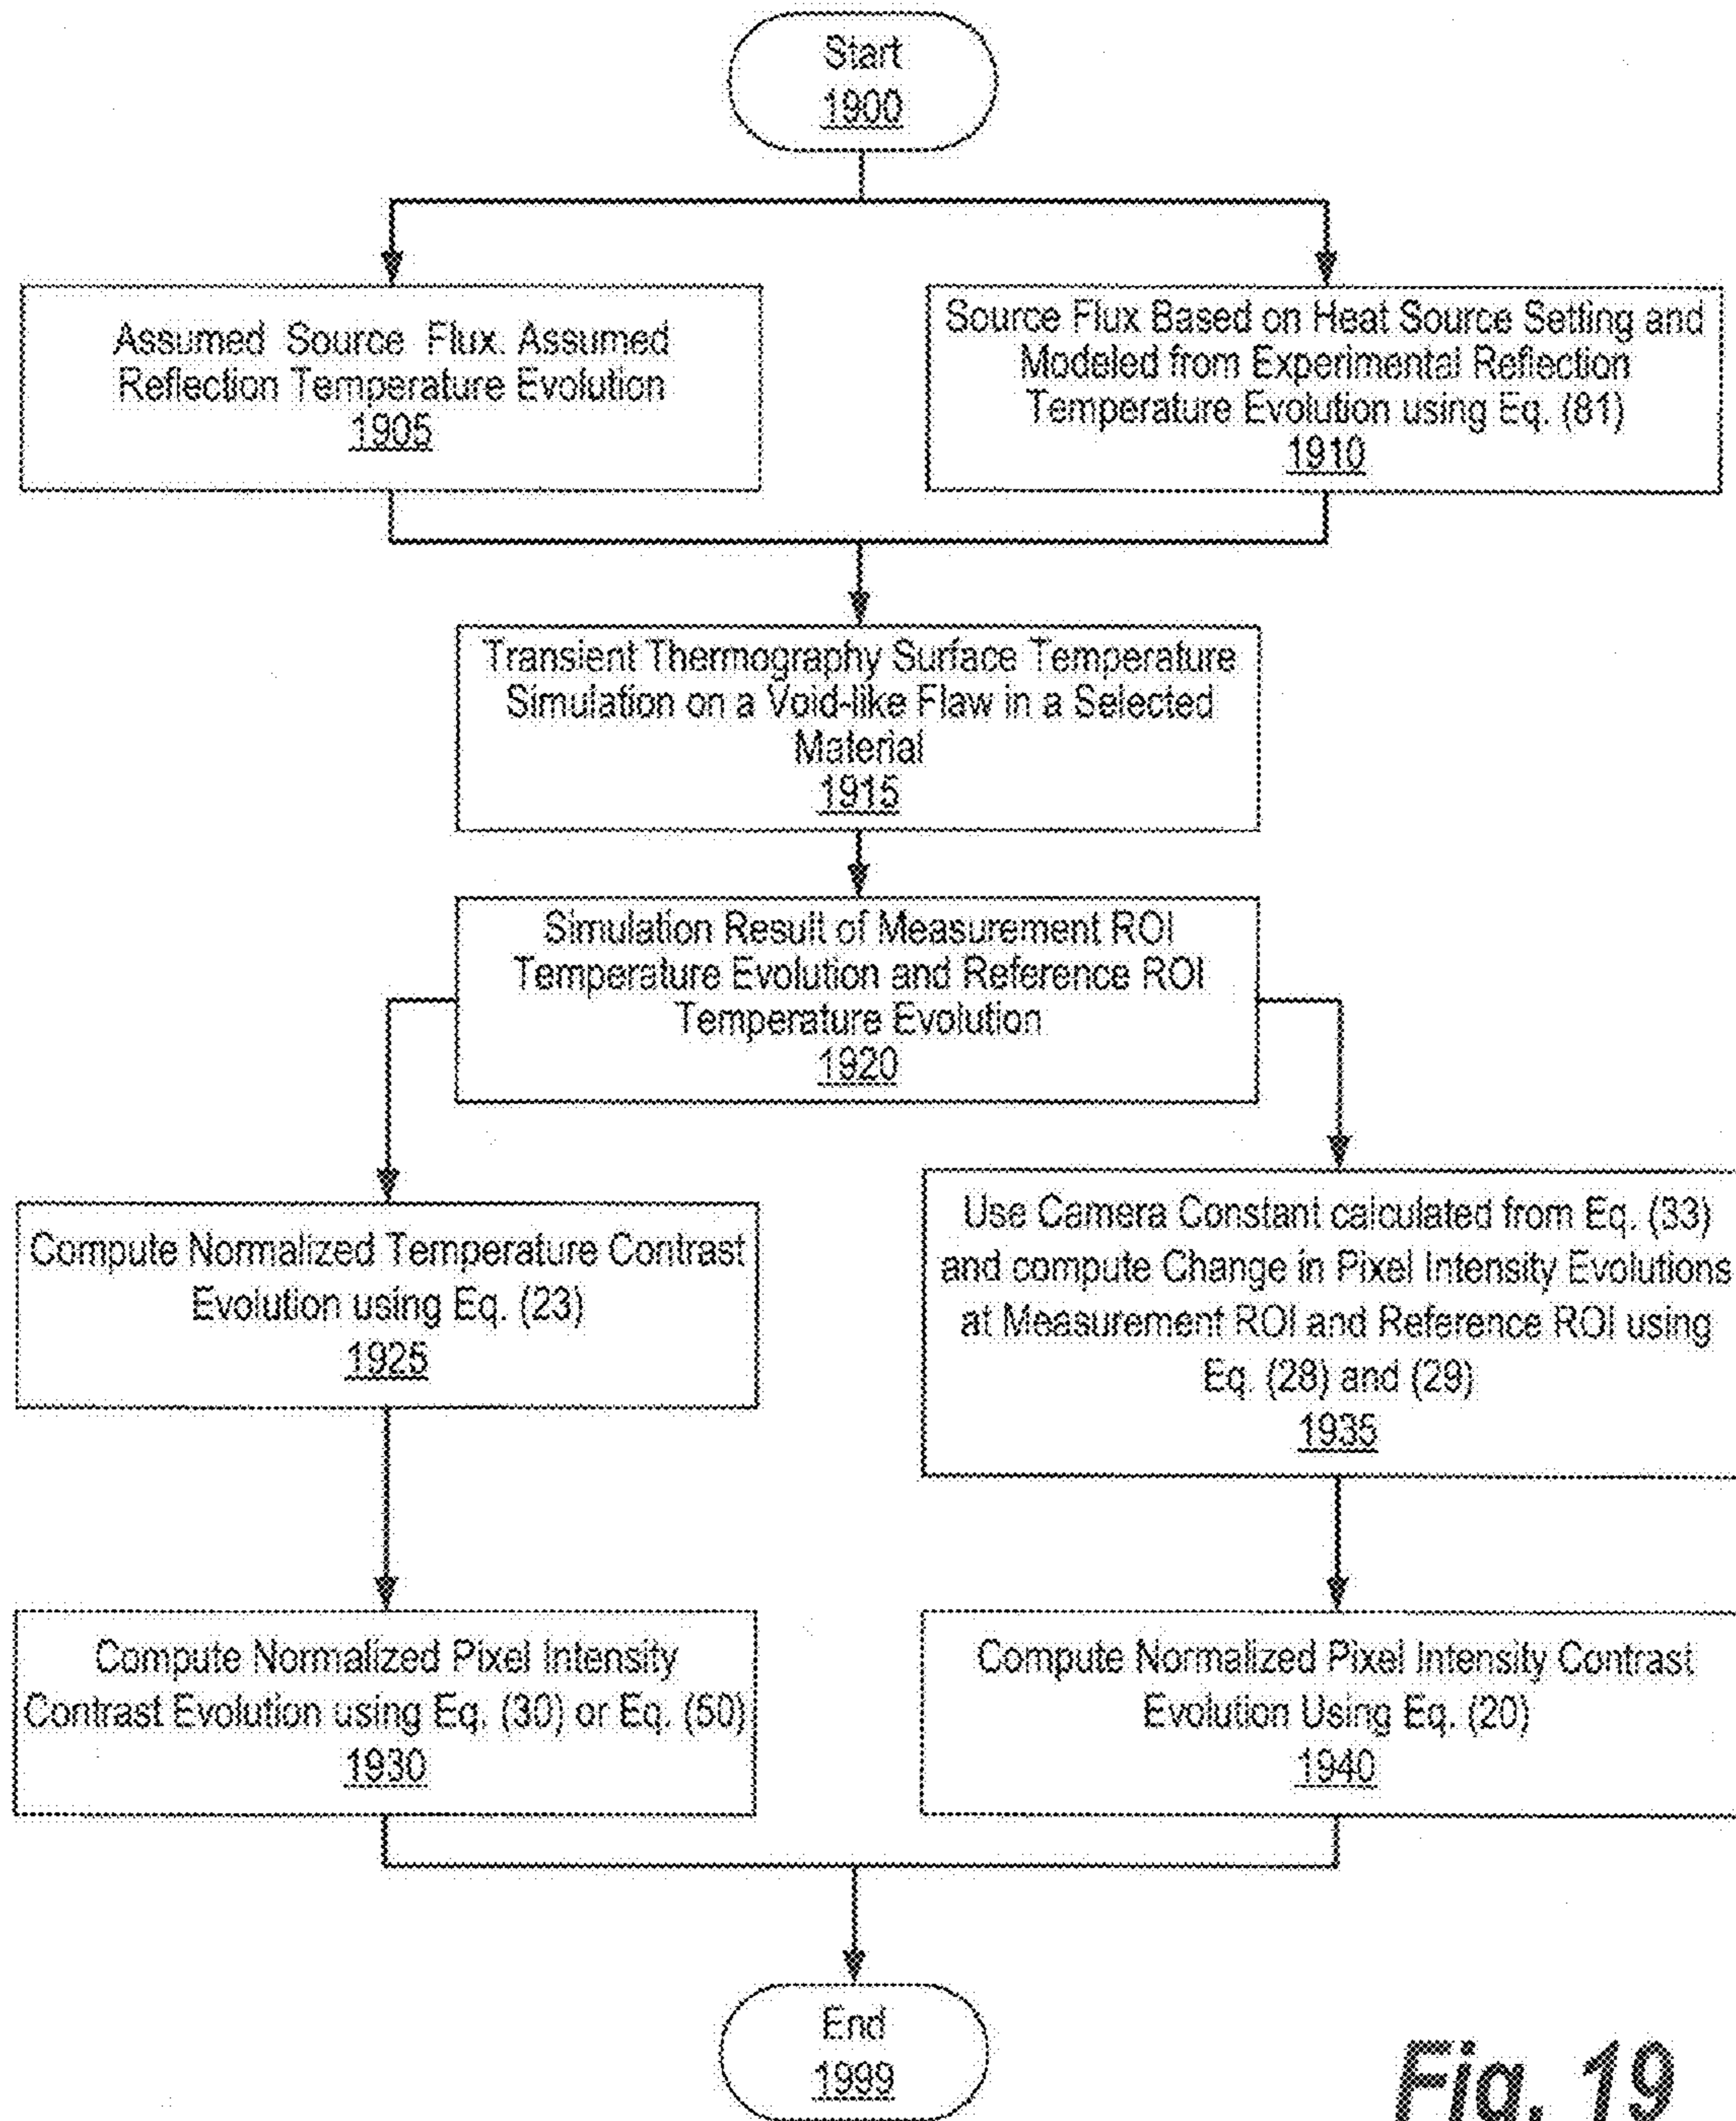 Start
1900
Assumed Source Flux. Assumed
Reflection Temperature Evolution
1905
Source Flux Based on Heat Source Setting and
Modeled from Experimental Reflection
Temperature Evolution using Eq. (81)
1910
Transient Thermography Surface Temperature
Simulation on a Void-like Flaw in a Selected
Material
1915
Simulation Result of Measurement ROI
Temperature Evolution and Reference ROI
Temperature Evolution
1920
Compute Normalized Temperature Contrast
Evolution using Eq. (23)
1925
Use Camera Constant calculated from Eq. (33)
and compute Change in Pixel Intensity Evolutions
at Measurement ROI and Reference ROI using
Eq. (28) and (29)
1935
Compute Normalized Pixel Intensity
Contrast Evolution using Eq. (30) or Eq. (50)
1930
Compute Normalized Pixel Intensity Contrast
Evolution Using Eq. (20)
1940
End
1999
Fig. 19